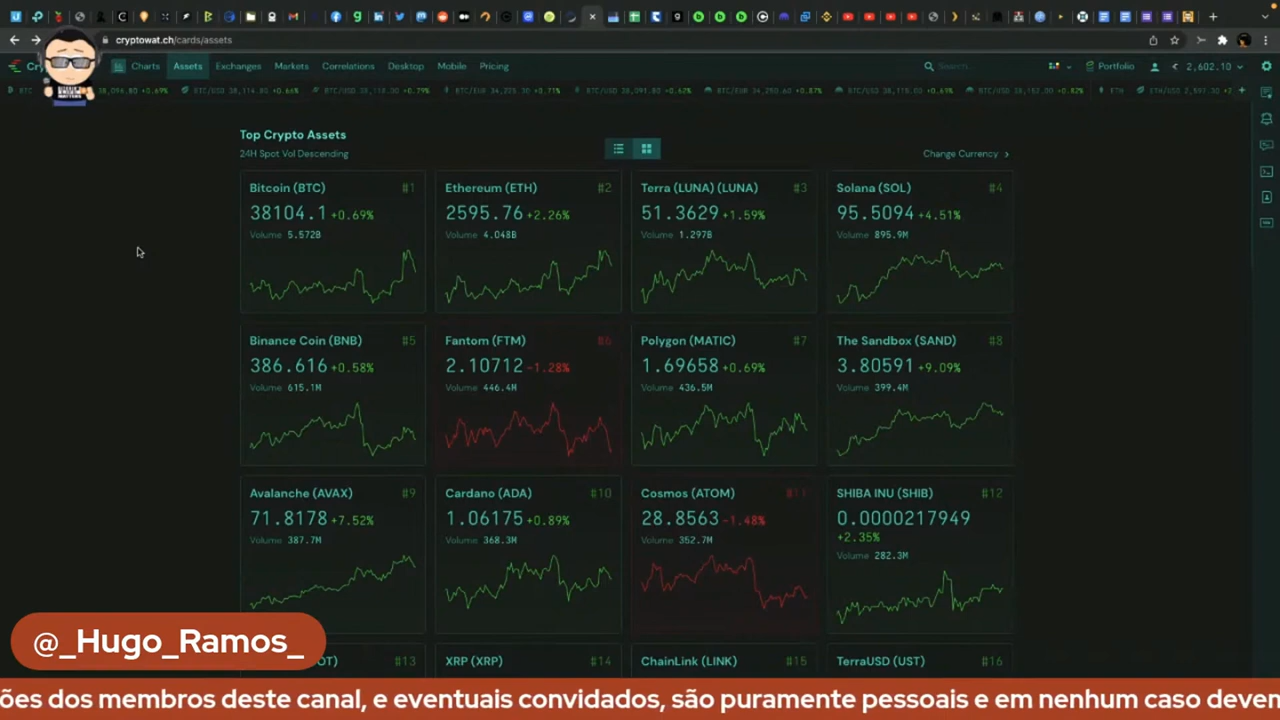 cryptowat.ch/cards/assets
Charts Assets Exchanges Markets Correlations Desktop Mobile Pricing Search... Portfolio € 2,602.10
Top Crypto Assets
24H Spot Vol Descending
Change Currency
Bitcoin (BTC) #1
38104.1 +0.69%
Volume 5.572B
Ethereum (ETH) #2
2595.76 +2.26%
Volume 4.048B
Terra (LUNA) (LUNA) #3
51.3629 +1.59%
Volume 1.297B
Solana (SOL) #4
95.5094 +4.51%
Volume 895.9M
Binance Coin (BNB) #5
386.616 +0.58%
Volume 615.1M
Fantom (FTM) #6
2.10712 -1.28%
Volume 446.4M
Polygon (MATIC) #7
1.69658 +0.69%
Volume 436.5M
The Sandbox (SAND) #8
3.80591 +9.09%
Volume 399.4M
Avalanche (AVAX) #9
71.8178 +7.52%
Volume 387.7M
Cardano (ADA) #10
1.06175 +0.89%
Volume 368.3M
Cosmos (ATOM) #11
28.8563 -1.48%
Volume 352.7M
SHIBA INU (SHIB) #12
0.0000217949
+2.35%
Volume 282.3M
#13
XRP (XRP) #14
ChainLink (LINK) #15
TerraUSD (UST) #16
@_Hugo_Ramos_
ões dos membros deste canal, e eventuais convidados, são puramente pessoais e em nenhum caso deven